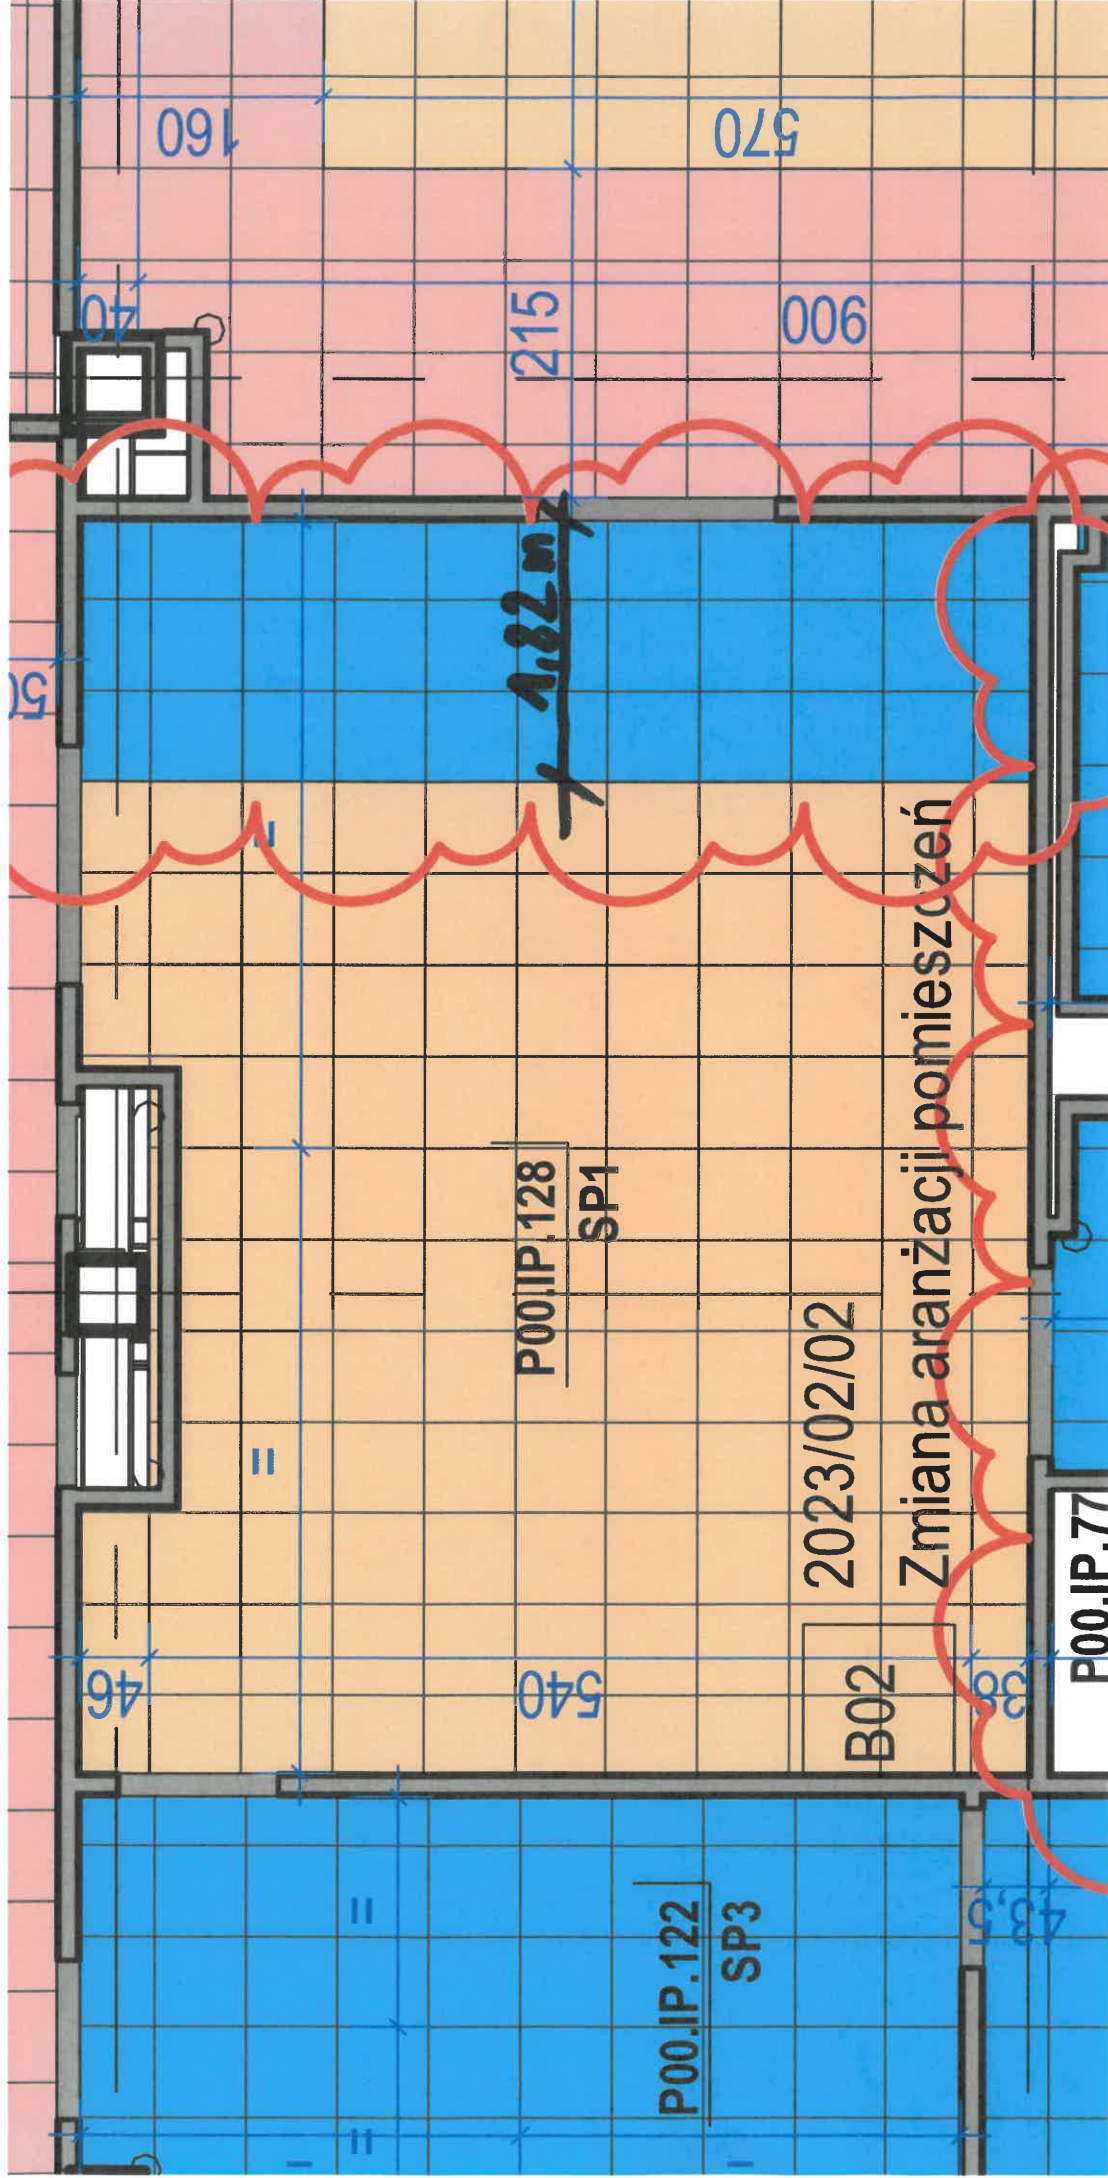 160
570
40
215
900
50
1,82 m
=
P00.IP.128
SP1
=
2023/02/02
Zmiana aranżacji pomieszczeń
B02
46
540
38
P00.IP.77
=
P00.IP.122
SP3
43,5
=